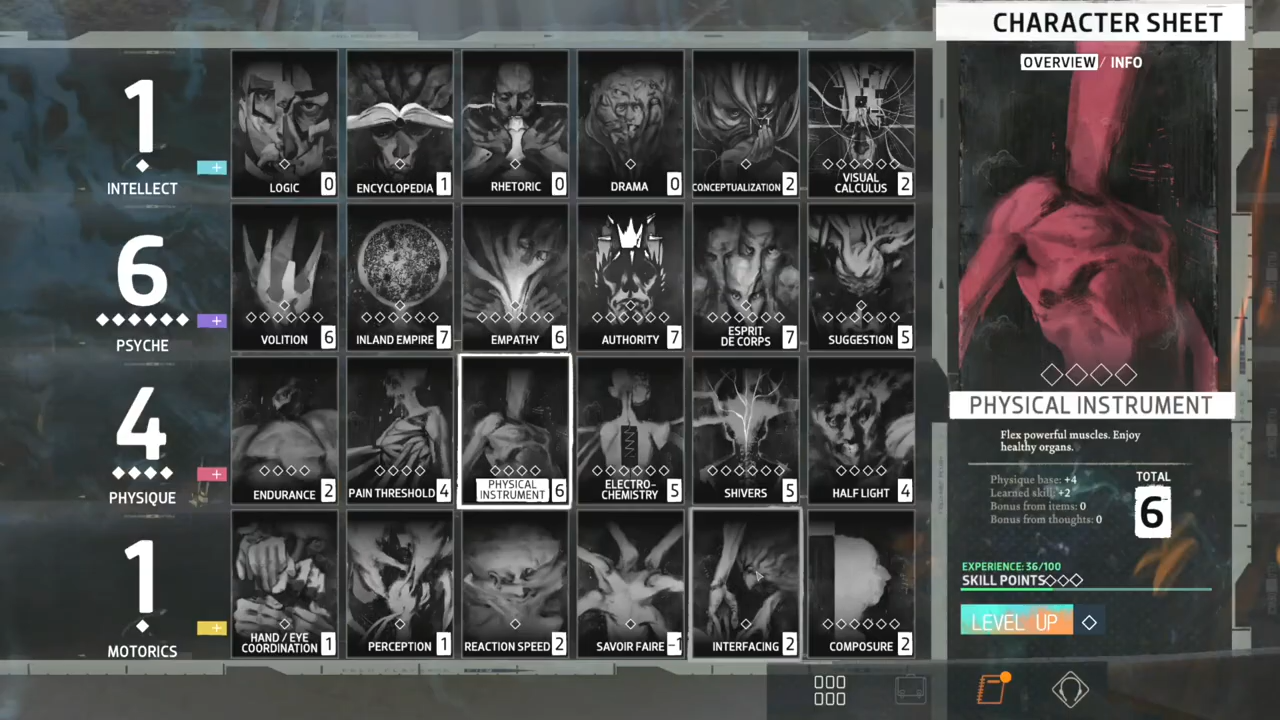 CHARACTER SHEET
OVERVIEW / INFO
1
INTELLECT
+
LOGIC 0
ENCYCLOPEDIA 1
RHETORIC 0
DRAMA 0
CONCEPTUALIZATION 2
VISUAL
CALCULUS 2
6
PSYCHE
+
VOLITION 6
INLAND EMPIRE 7
EMPATHY 6
AUTHORITY 7
ESPRIT
DE CORPS 7
SUGGESTION 5
4
PHYSIQUE
+
ENDURANCE 2
PAIN THRESHOLD 4
PHYSICAL
INSTRUMENT 6
ELECTRO-
CHEMISTRY 5
SHIVERS 5
HALF LIGHT 4
1
MOTORICS
+
HAND / EYE
COORDINATION 1
PERCEPTION 1
REACTION SPEED 2
SAVOIR FAIRE -1
INTERFACING 2
COMPOSURE 2
PHYSICAL INSTRUMENT
Flex powerful muscles. Enjoy
healthy organs.
Physique base: +4
Learned skill: +2
Bonus from items: 0
Bonus from thoughts: 0
TOTAL
6
EXPERIENCE: 36/100
SKILL POINTS
LEVEL UP